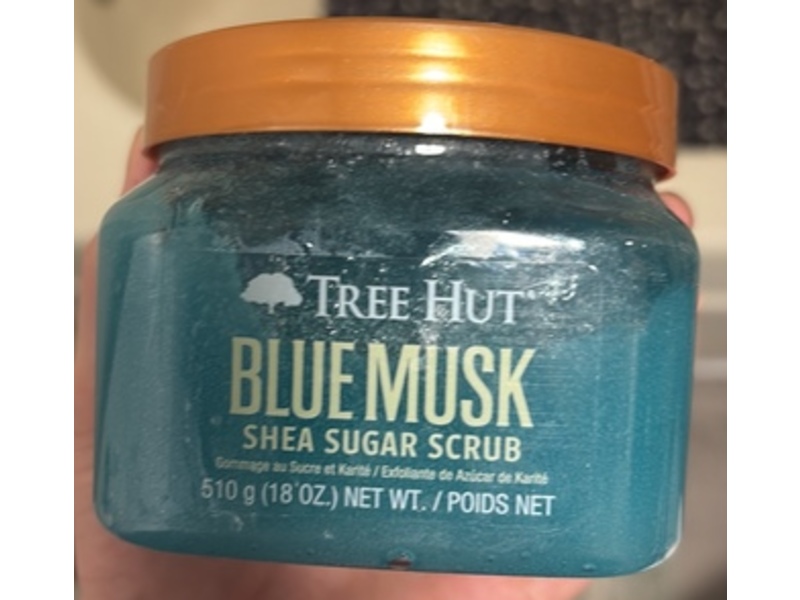 TREE HUT
BLUE MUSK
SHEA SUGAR SCRUB
Gommage au Sucre et Karité / Exfoliante de Azúcar de Karité
510 g (18 OZ.) NET WT. / POIDS NET